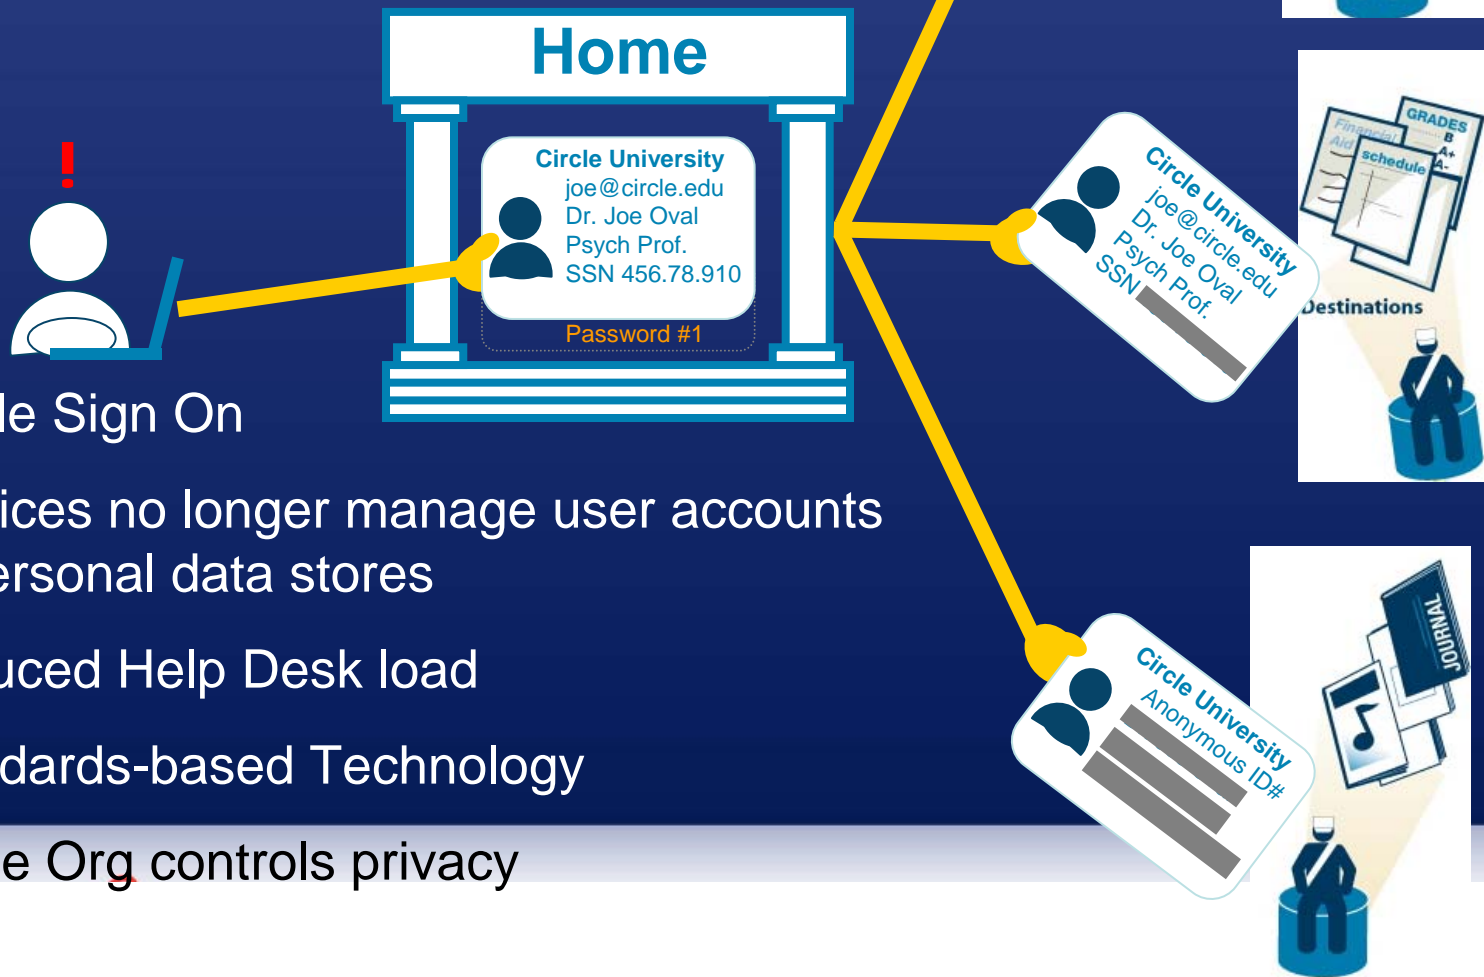 Home
!
Circle University
joe@circle.edu
Dr. Joe Oval
Psych Prof.
SSN 456.78.910
Password #1
Circle University
joe@circle.edu
Dr. Joe Oval
Psych Prof.
SSN
Financial
Aid
GRADES
B
A+
A-
schedule
Destinations
le Sign On
ices no longer manage user accounts
ersonal data stores
uced Help Desk load
dards-based Technology
e Org controls privacy
Circle University
Anonymous ID#
JOURNAL